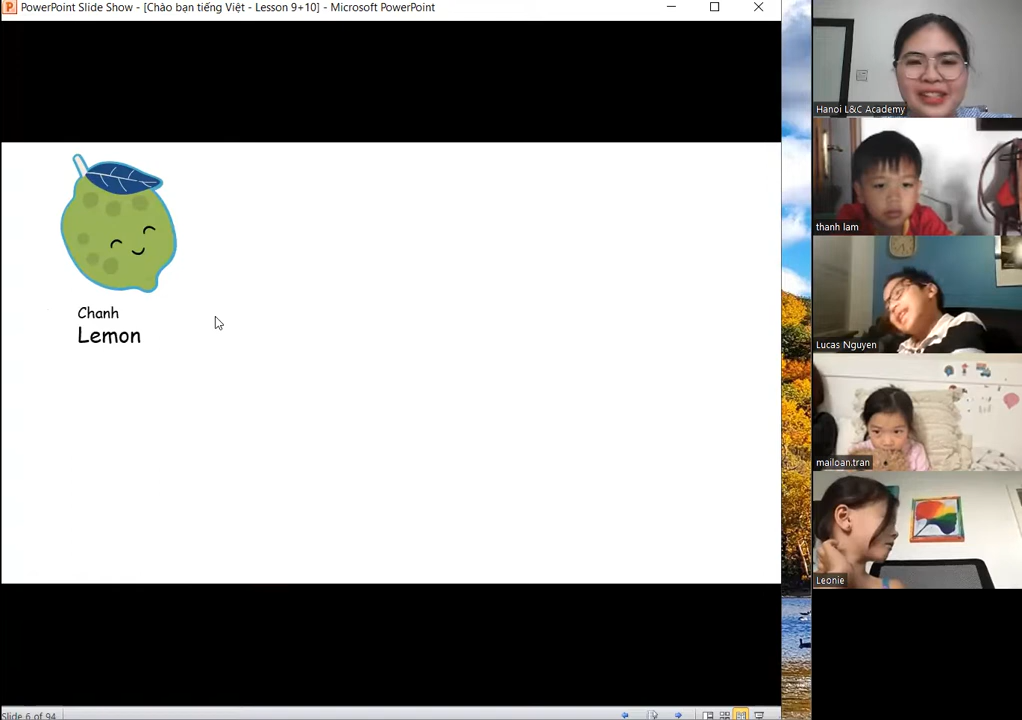 PowerPoint Slide Show - [Chào bạn tiếng Việt - Lesson 9+10] - Microsoft PowerPoint
Chanh
Lemon
Hanoi L&C Academy
thanh lam
Lucas Nguyen
mailoan.tran
Leonie
Slide 6 of 94